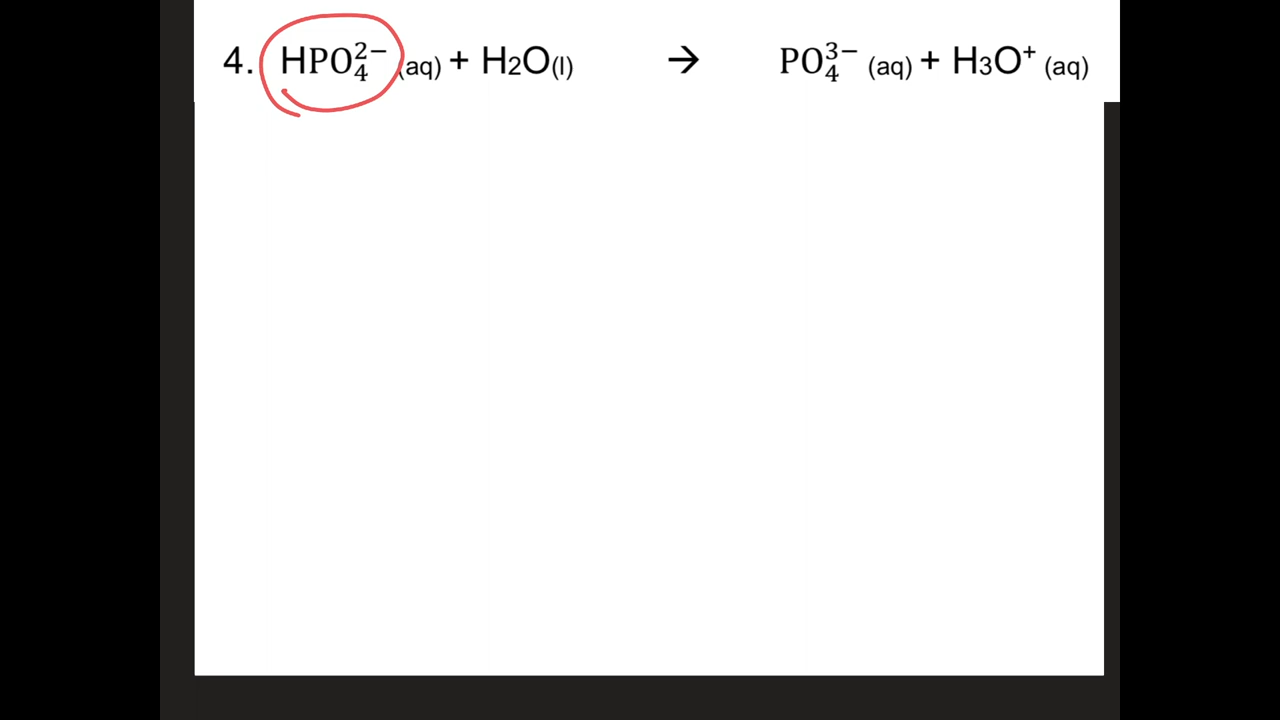 4. HPO₄²⁻ (aq) + H₂O(l) → PO₄³⁻ (aq) + H₃O⁺ (aq)